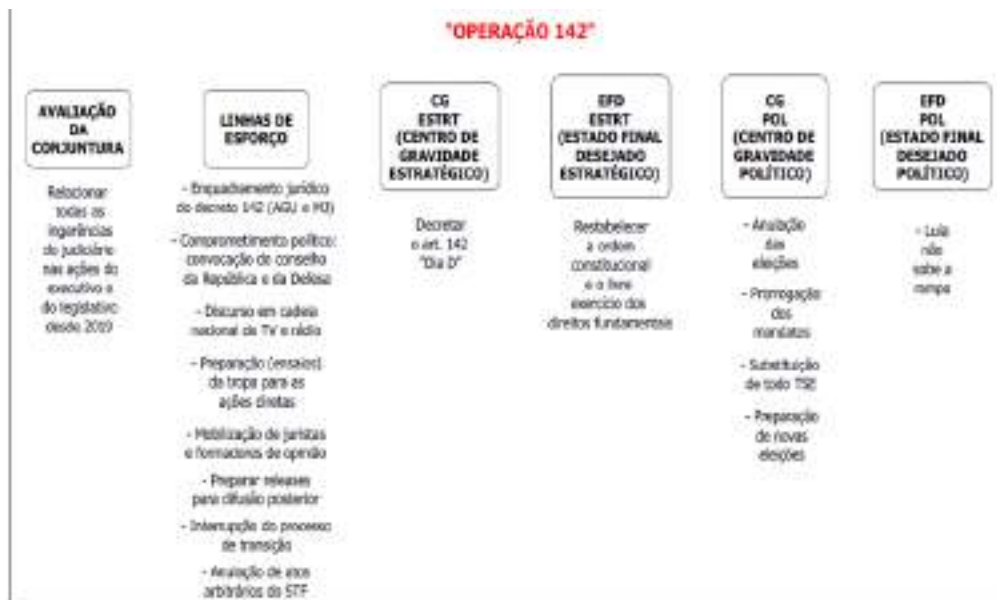 "OPERAÇÃO 142"
AVALIAÇÃO
DA
CONJUNTURA
Relacionar
todas as
ingerências
do judiciário
nas ações do
executivo e
do legislativo
desde 2019
LINHAS DE
ESFORÇO
- Enquadramento jurídico
do decreto 142 (AGU e MJ)
- Comprometimento político:
convocação do conselho
da República e da Defesa
- Discurso em cadeia
nacional de TV e rádio
- Preparação (ensaios)
da tropa para as
ações diretas
- Mobilização de juristas
e formadores de opinião
- Preparar releases
para difusão posterior
- Interrupção do processo
de transição
- Anulação de atos
arbitrários do STF
CG
ESTRT
(CENTRO DE
GRAVIDADE
ESTRATÉGICO)
Decretar
o art. 142
"Dia D"
EFD
ESTRT
(ESTADO FINAL
DESEJADO
ESTRATÉGICO)
Restabelecer
a ordem
constitucional
e o livre
exercício dos
direitos fundamentais
CG
POL
(CENTRO DE
GRAVIDADE
POLÍTICO)
- Anulação
das
eleições
- Prorrogação
dos
mandatos
- Substituição
de todo TSE
- Preparação
de novas
eleições
EFD
POL
(ESTADO FINAL
DESEJADO
POLÍTICO)
- Lula
não
sobe a
rampa